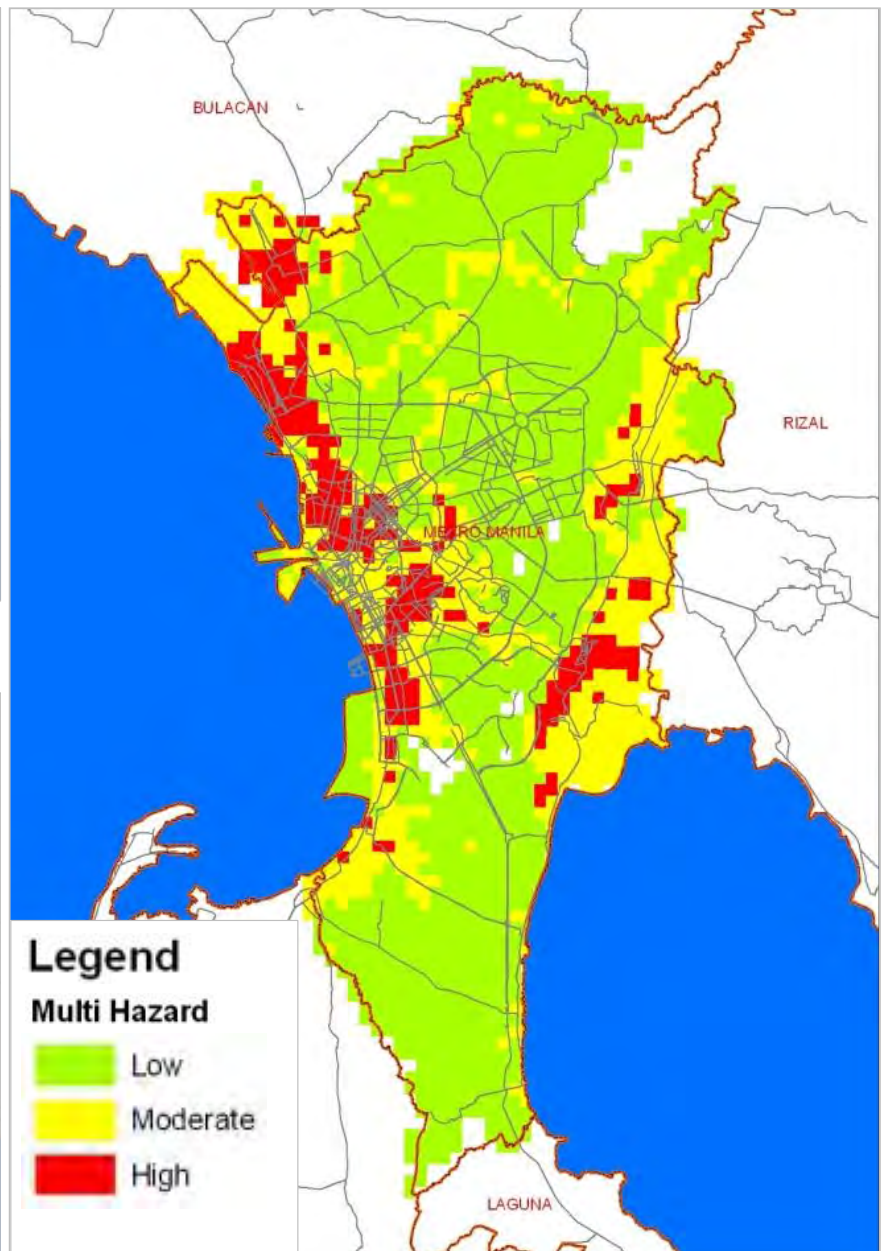 BULACAN
RIZAL
METRO MANILA
Legend
Multi Hazard
Low
Moderate
High
LAGUNA